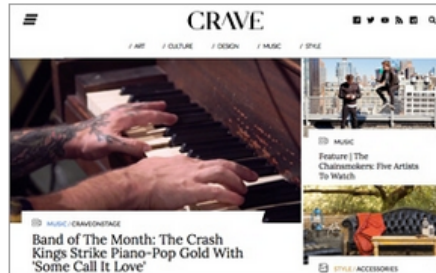 CRAVE
/ ART / CULTURE / DESIGN / MUSIC / STYLE
MUSIC / CRAVEONSTAGE
Band of The Month: The Crash
Kings Strike Piano-Pop Gold With
'Some Call It Love'
MUSIC
Feature | The
Chainsmokers: Five Artists
To Watch
STYLE / ACCESSORIES